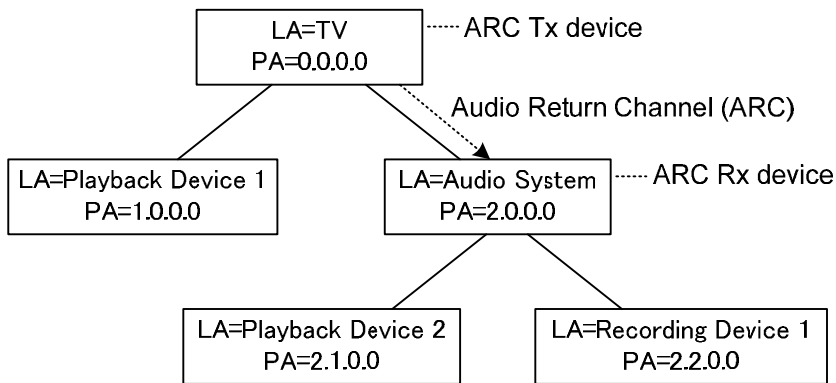 LA=TV
PA=0.0.0.0
ARC Tx device
Audio Return Channel (ARC)
LA=Playback Device 1
PA=1.0.0.0
LA=Audio System
PA=2.0.0.0
ARC Rx device
LA=Playback Device 2
PA=2.1.0.0
LA=Recording Device 1
PA=2.2.0.0